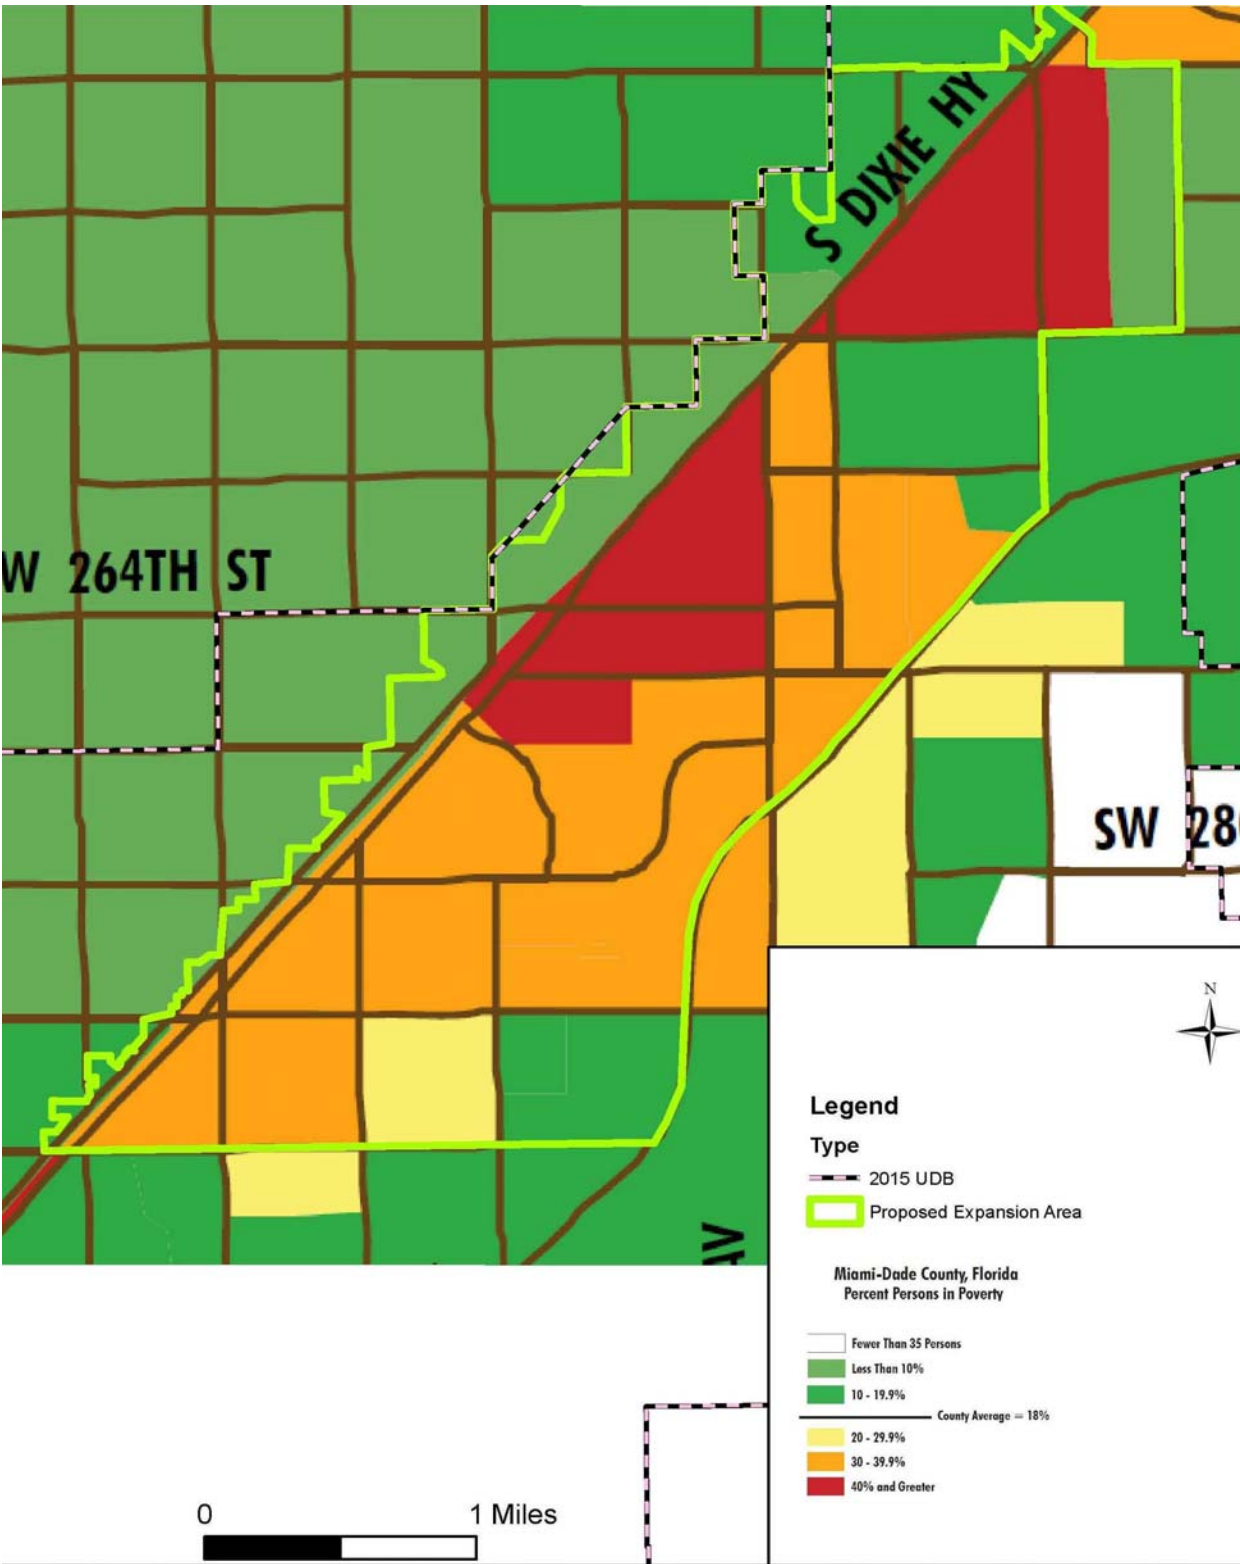 S DIXIE HY
W 264TH ST
SW 28
AV
N
Legend
Type
2015 UDB
Proposed Expansion Area
Miami-Dade County, Florida
Percent Persons in Poverty
Fewer Than 35 Persons
Less Than 10%
10 - 19.9%
County Average = 18%
20 - 29.9%
30 - 39.9%
40% and Greater
0 1 Miles